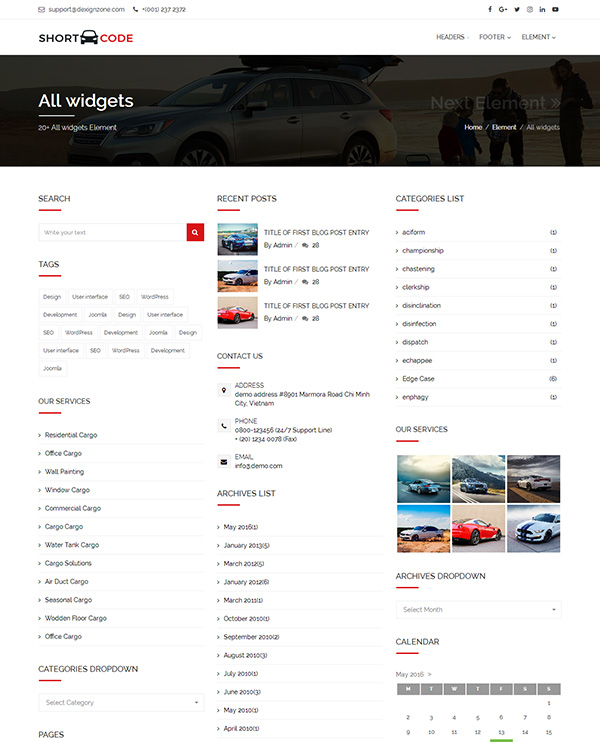 support@dexignzone.com +(001) 237 2372
SHORT CODE
HEADERS FOOTER ELEMENT
All widgets
20+ All widgets Element
Next Element »
Home / Element / All widgets
SEARCH
Write your text
TAGS
Design User interface SEO WordPress
Development Joomla Design User interface
SEO WordPress Development Joomla Design
User interface SEO WordPress Development
Joomla
OUR SERVICES
Residential Cargo
Office Cargo
Wall Painting
Window Cargo
Commercial Cargo
Cargo Cargo
Water Tank Cargo
Cargo Solutions
Air Duct Cargo
Seasonal Cargo
Wodden Floor Cargo
Office Cargo
CATEGORIES DROPDOWN
Select Category
PAGES
RECENT POSTS
TITLE OF FIRST BLOG POST ENTRY
By Admin / 28
TITLE OF FIRST BLOG POST ENTRY
By Admin / 28
TITLE OF FIRST BLOG POST ENTRY
By Admin / 28
CONTACT US
ADDRESS
demo address #8901 Marmora Road Chi Minh
City, Vietnam
PHONE
0800-123456 (24/7 Support Line)
+ (20) 1234 0078 (Fax)
EMAIL
info@demo.com
ARCHIVES LIST
May 2016(1)
January 2013(5)
March 2012(5)
January 2012(6)
March 2011(1)
October 2010(1)
September 2010(2)
August 2010(3)
July 2010(1)
June 2010(3)
May 2010(1)
April 2010(1)
CATEGORIES LIST
aciform (1)
championship (1)
chastening (1)
clerkship (1)
disinclination (1)
disinfection (1)
dispatch (1)
echappee (1)
Edge Case (6)
enphagy (1)
OUR SERVICES
ARCHIVES DROPDOWN
Select Month
CALENDAR
May 2016 >
M T W T F S S
1
2 3 4 5 6 7 8
9 10 11 12 13 14 15